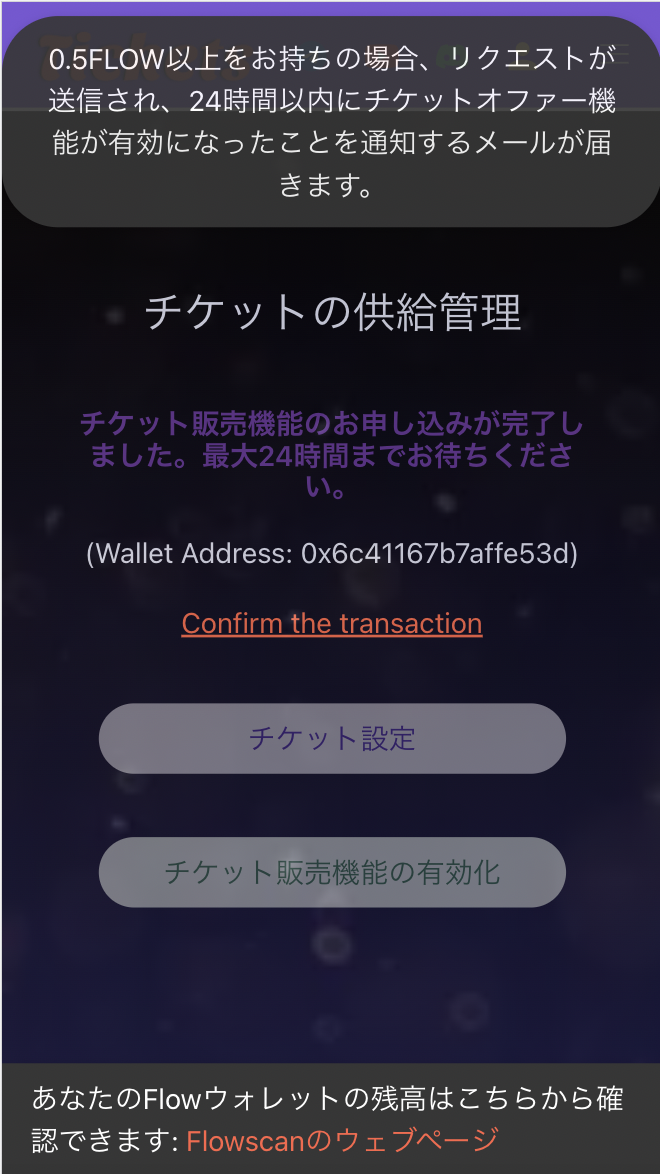 0.5FLOW以上をお持ちの場合、リクエストが
送信され、24時間以内にチケットオファー機
能が有効になったことを通知するメールが届
きます。
チケットの供給管理
チケット販売機能のお申し込みが完了し
ました。最大24時間までお待ちくださ
い。
(Wallet Address: 0x6c41167b7affe53d)
Confirm the transaction
チケット設定
チケット販売機能の有効化
あなたのFlowウォレットの残高はこちらから確
認できます: Flowscanのウェブページ